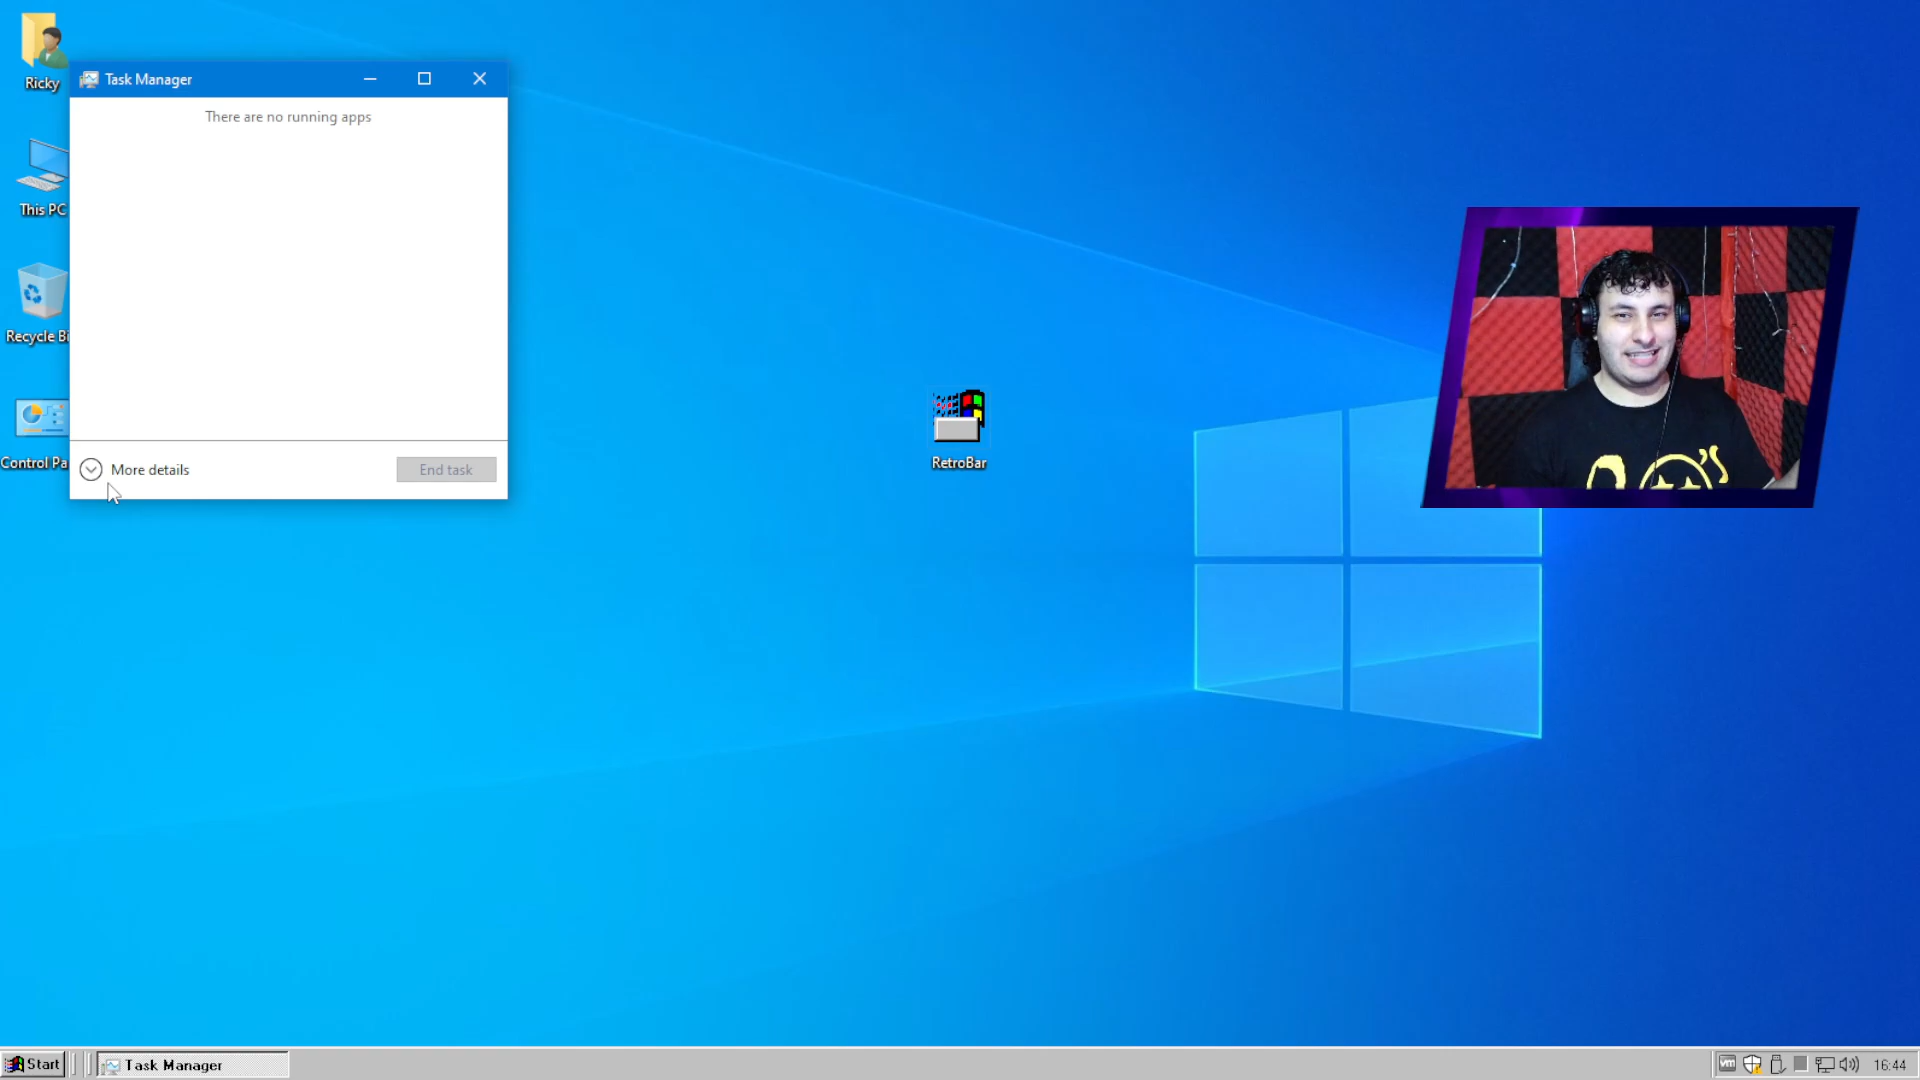 Ricky
Task Manager
There are no running apps
This PC
Recycle Bi
Control Pa
More details
End task
RetroBar
Start
Task Manager
vm
16:44